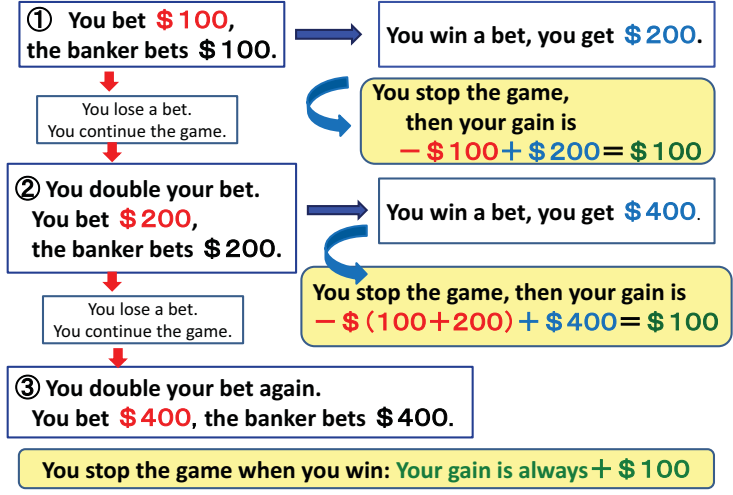 ① You bet $100,
the banker bets $100.
You win a bet, you get $200.
You stop the game,
then your gain is
−$100+$200=$100
You lose a bet.
You continue the game.
② You double your bet.
You bet $200,
the banker bets $200.
You win a bet, you get $400.
You stop the game, then your gain is
−$(100+200)+$400=$100
You lose a bet.
You continue the game.
③ You double your bet again.
You bet $400, the banker bets $400.
You stop the game when you win: Your gain is always+$100